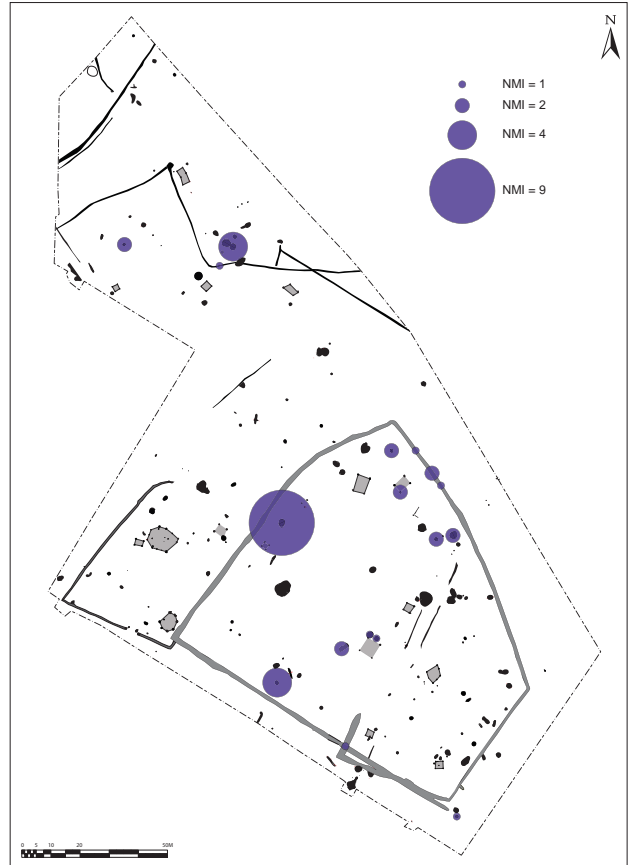 N
NMI = 1
NMI = 2
NMI = 4
NMI = 9
0 5 10 20 50M